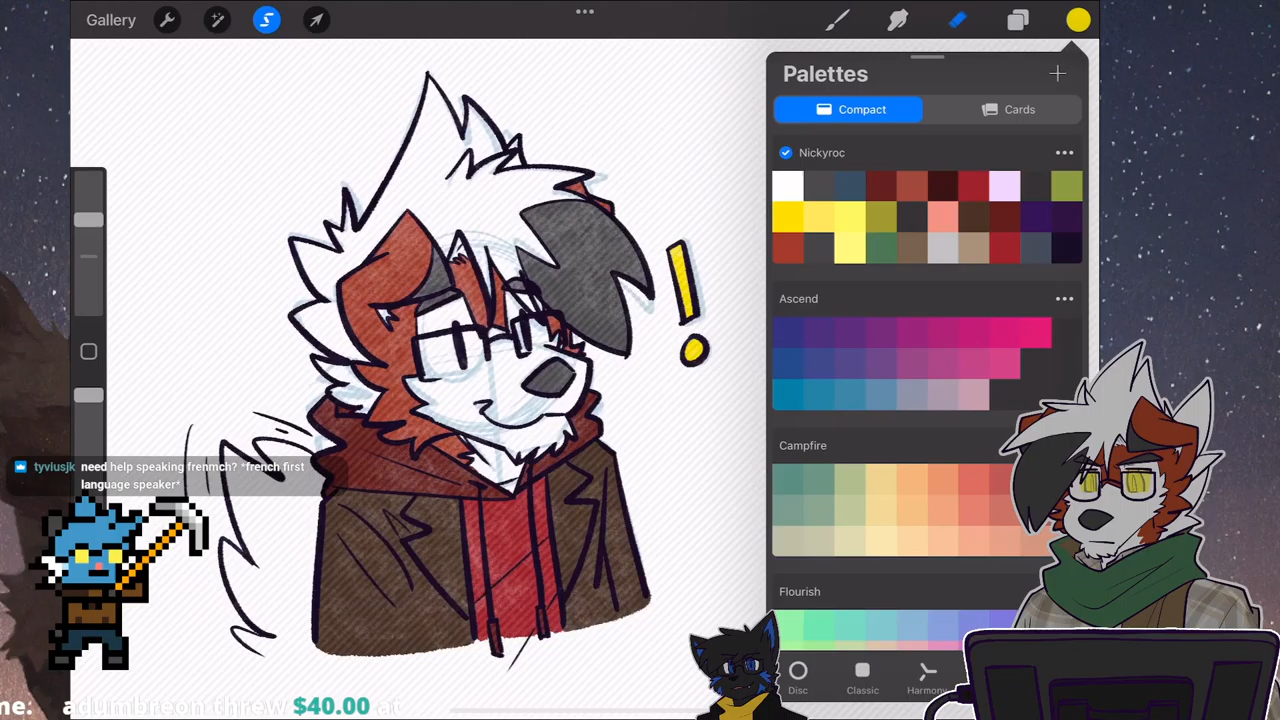 Gallery
Palettes
Compact
Cards
Nickyroc
Ascend
Campfire
Flourish
Disc
Classic
Harmony
tyviusjk need help speaking frenmch? *french first
language speaker*
me: adumbreon threw $40.00 at